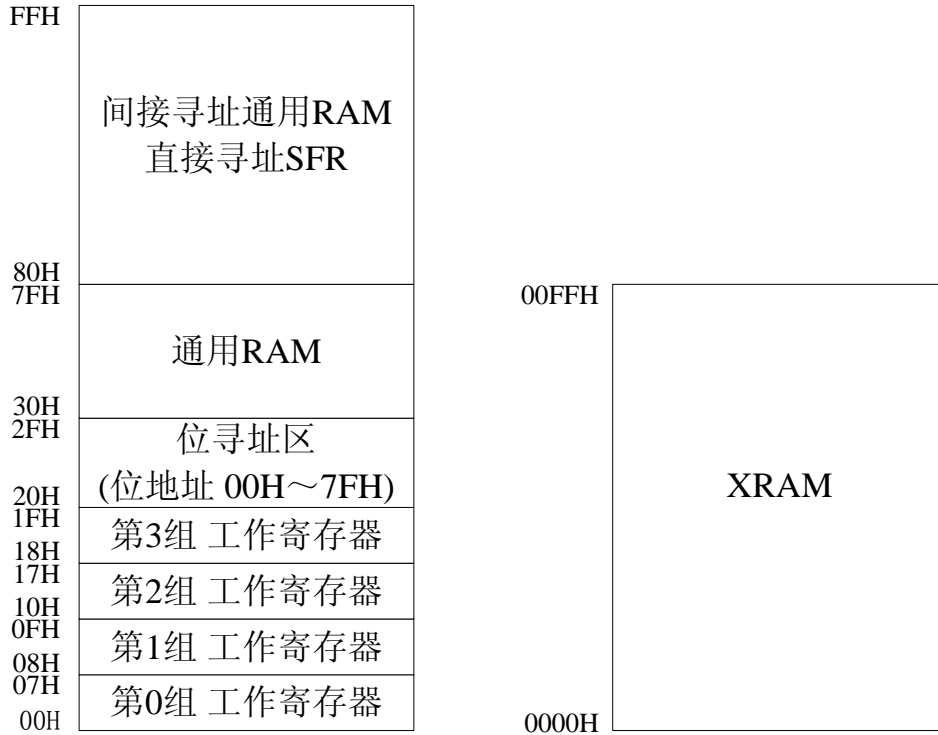 FFH
间接寻址通用RAM
直接寻址SFR
80H
7FH
通用RAM
30H
2FH
位寻址区
(位地址 00H～7FH)
20H
1FH
第3组 工作寄存器
18H
17H
第2组 工作寄存器
10H
0FH
第1组 工作寄存器
08H
07H
第0组 工作寄存器
00H
00FFH
XRAM
0000H